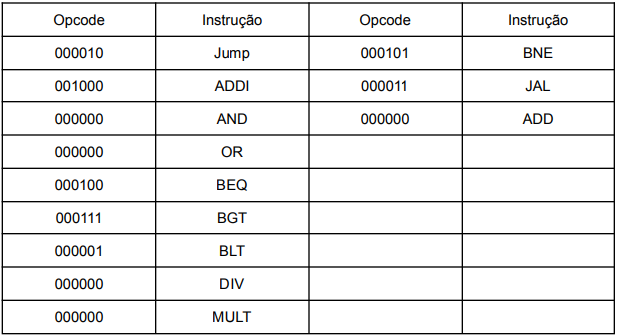 Opcode Instrução Opcode Instrução
000010 Jump 000101 BNE
001000 ADDI 000011 JAL
000000 AND 000000 ADD
000000 OR
000100 BEQ
000111 BGT
000001 BLT
000000 DIV
000000 MULT